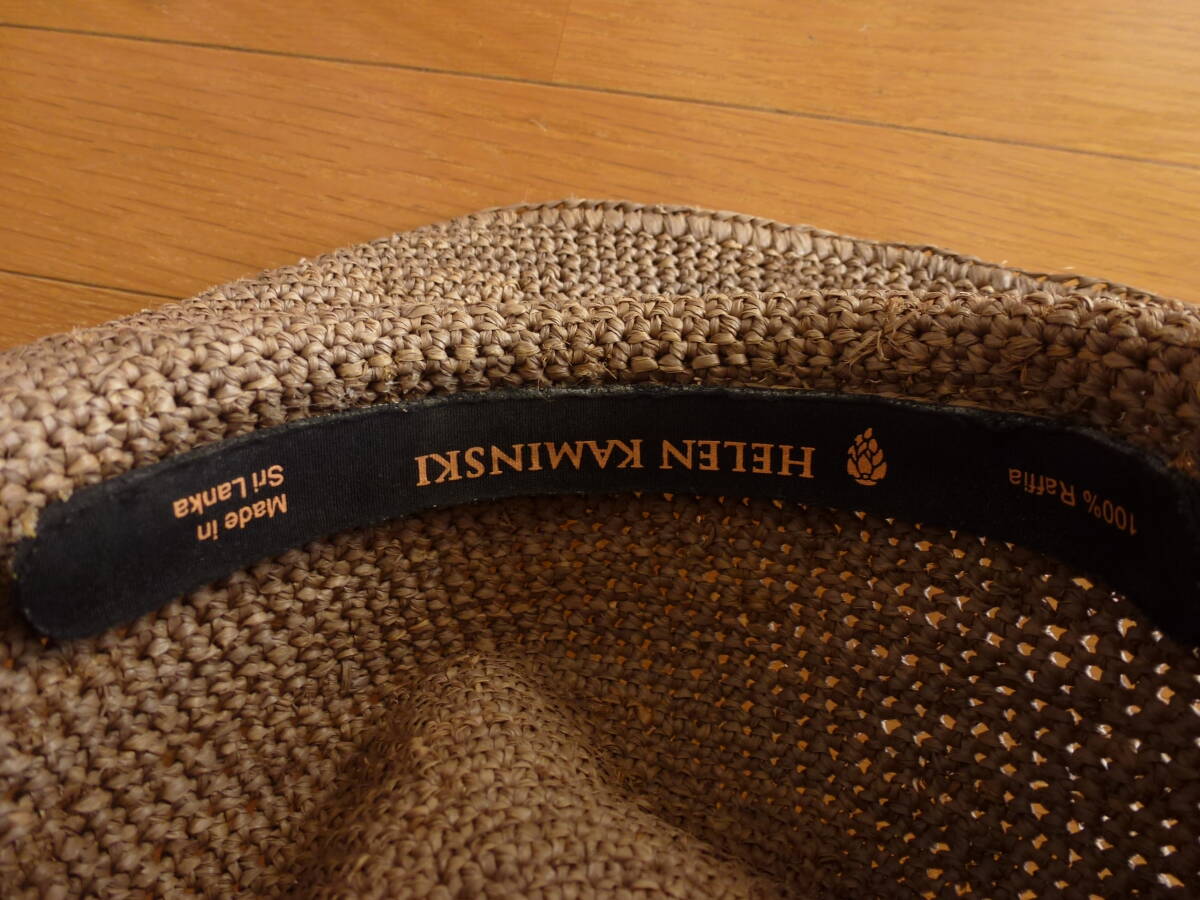 100% Raffia
HELEN KAMINSKI
Made in
Sri Lanka